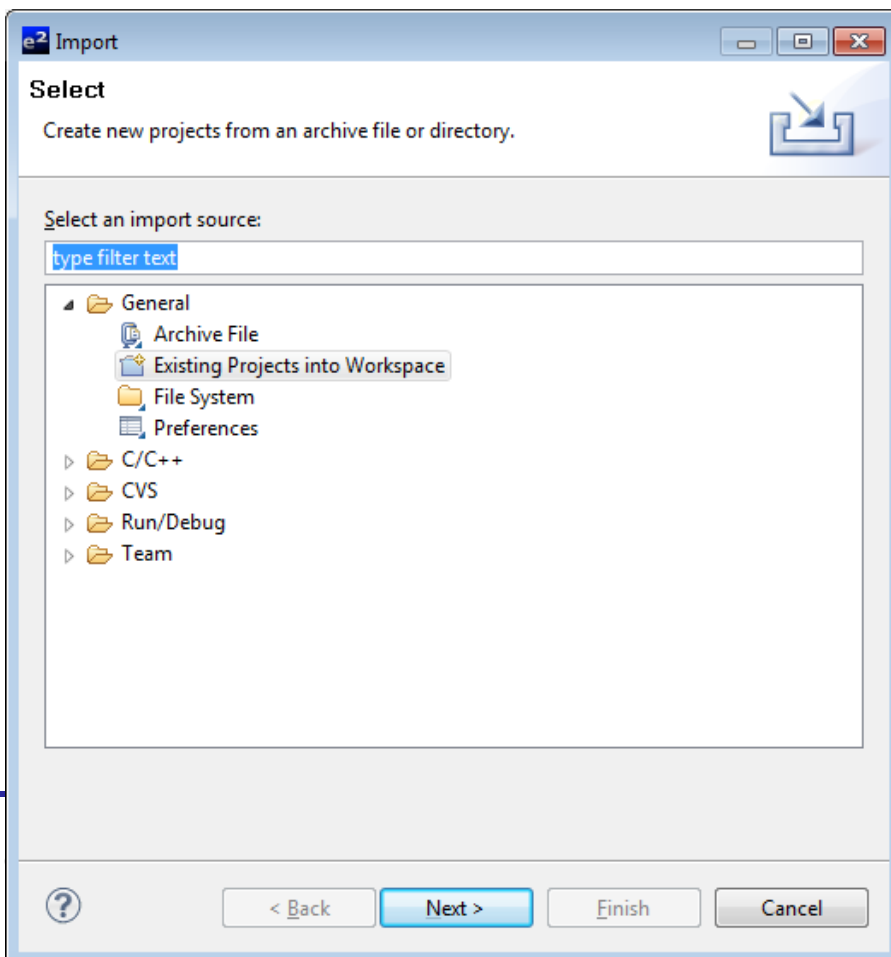 e² Import
Select
Create new projects from an archive file or directory.
Select an import source:
type filter text
General
Archive File
Existing Projects into Workspace
File System
Preferences
C/C++
CVS
Run/Debug
Team
?
< Back Next > Finish Cancel